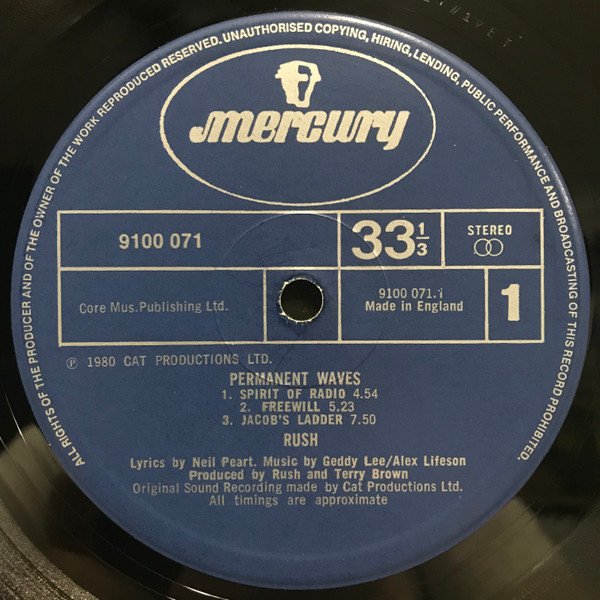 ALL RIGHTS OF THE PRODUCER AND OF THE OWNER OF THE WORK REPRODUCED RESERVED. UNAUTHORISED COPYING, HIRING, LENDING, PUBLIC PERFORMANCE AND BROADCASTING OF THIS RECORD PROHIBITED.
mercury
9100 071
33 1/3
STEREO
Core Mus.Publishing Ltd.
9100 071.1
Made in England
1
℗ 1980 CAT PRODUCTIONS LTD.
PERMANENT WAVES
1. SPIRIT OF RADIO 4.54
2. FREEWILL 5.23
3. JACOB'S LADDER 7.50
RUSH
Lyrics by Neil Peart. Music by Geddy Lee/Alex Lifeson
Produced by Rush and Terry Brown
Original Sound Recording made by Cat Productions Ltd.
All timings are approximate